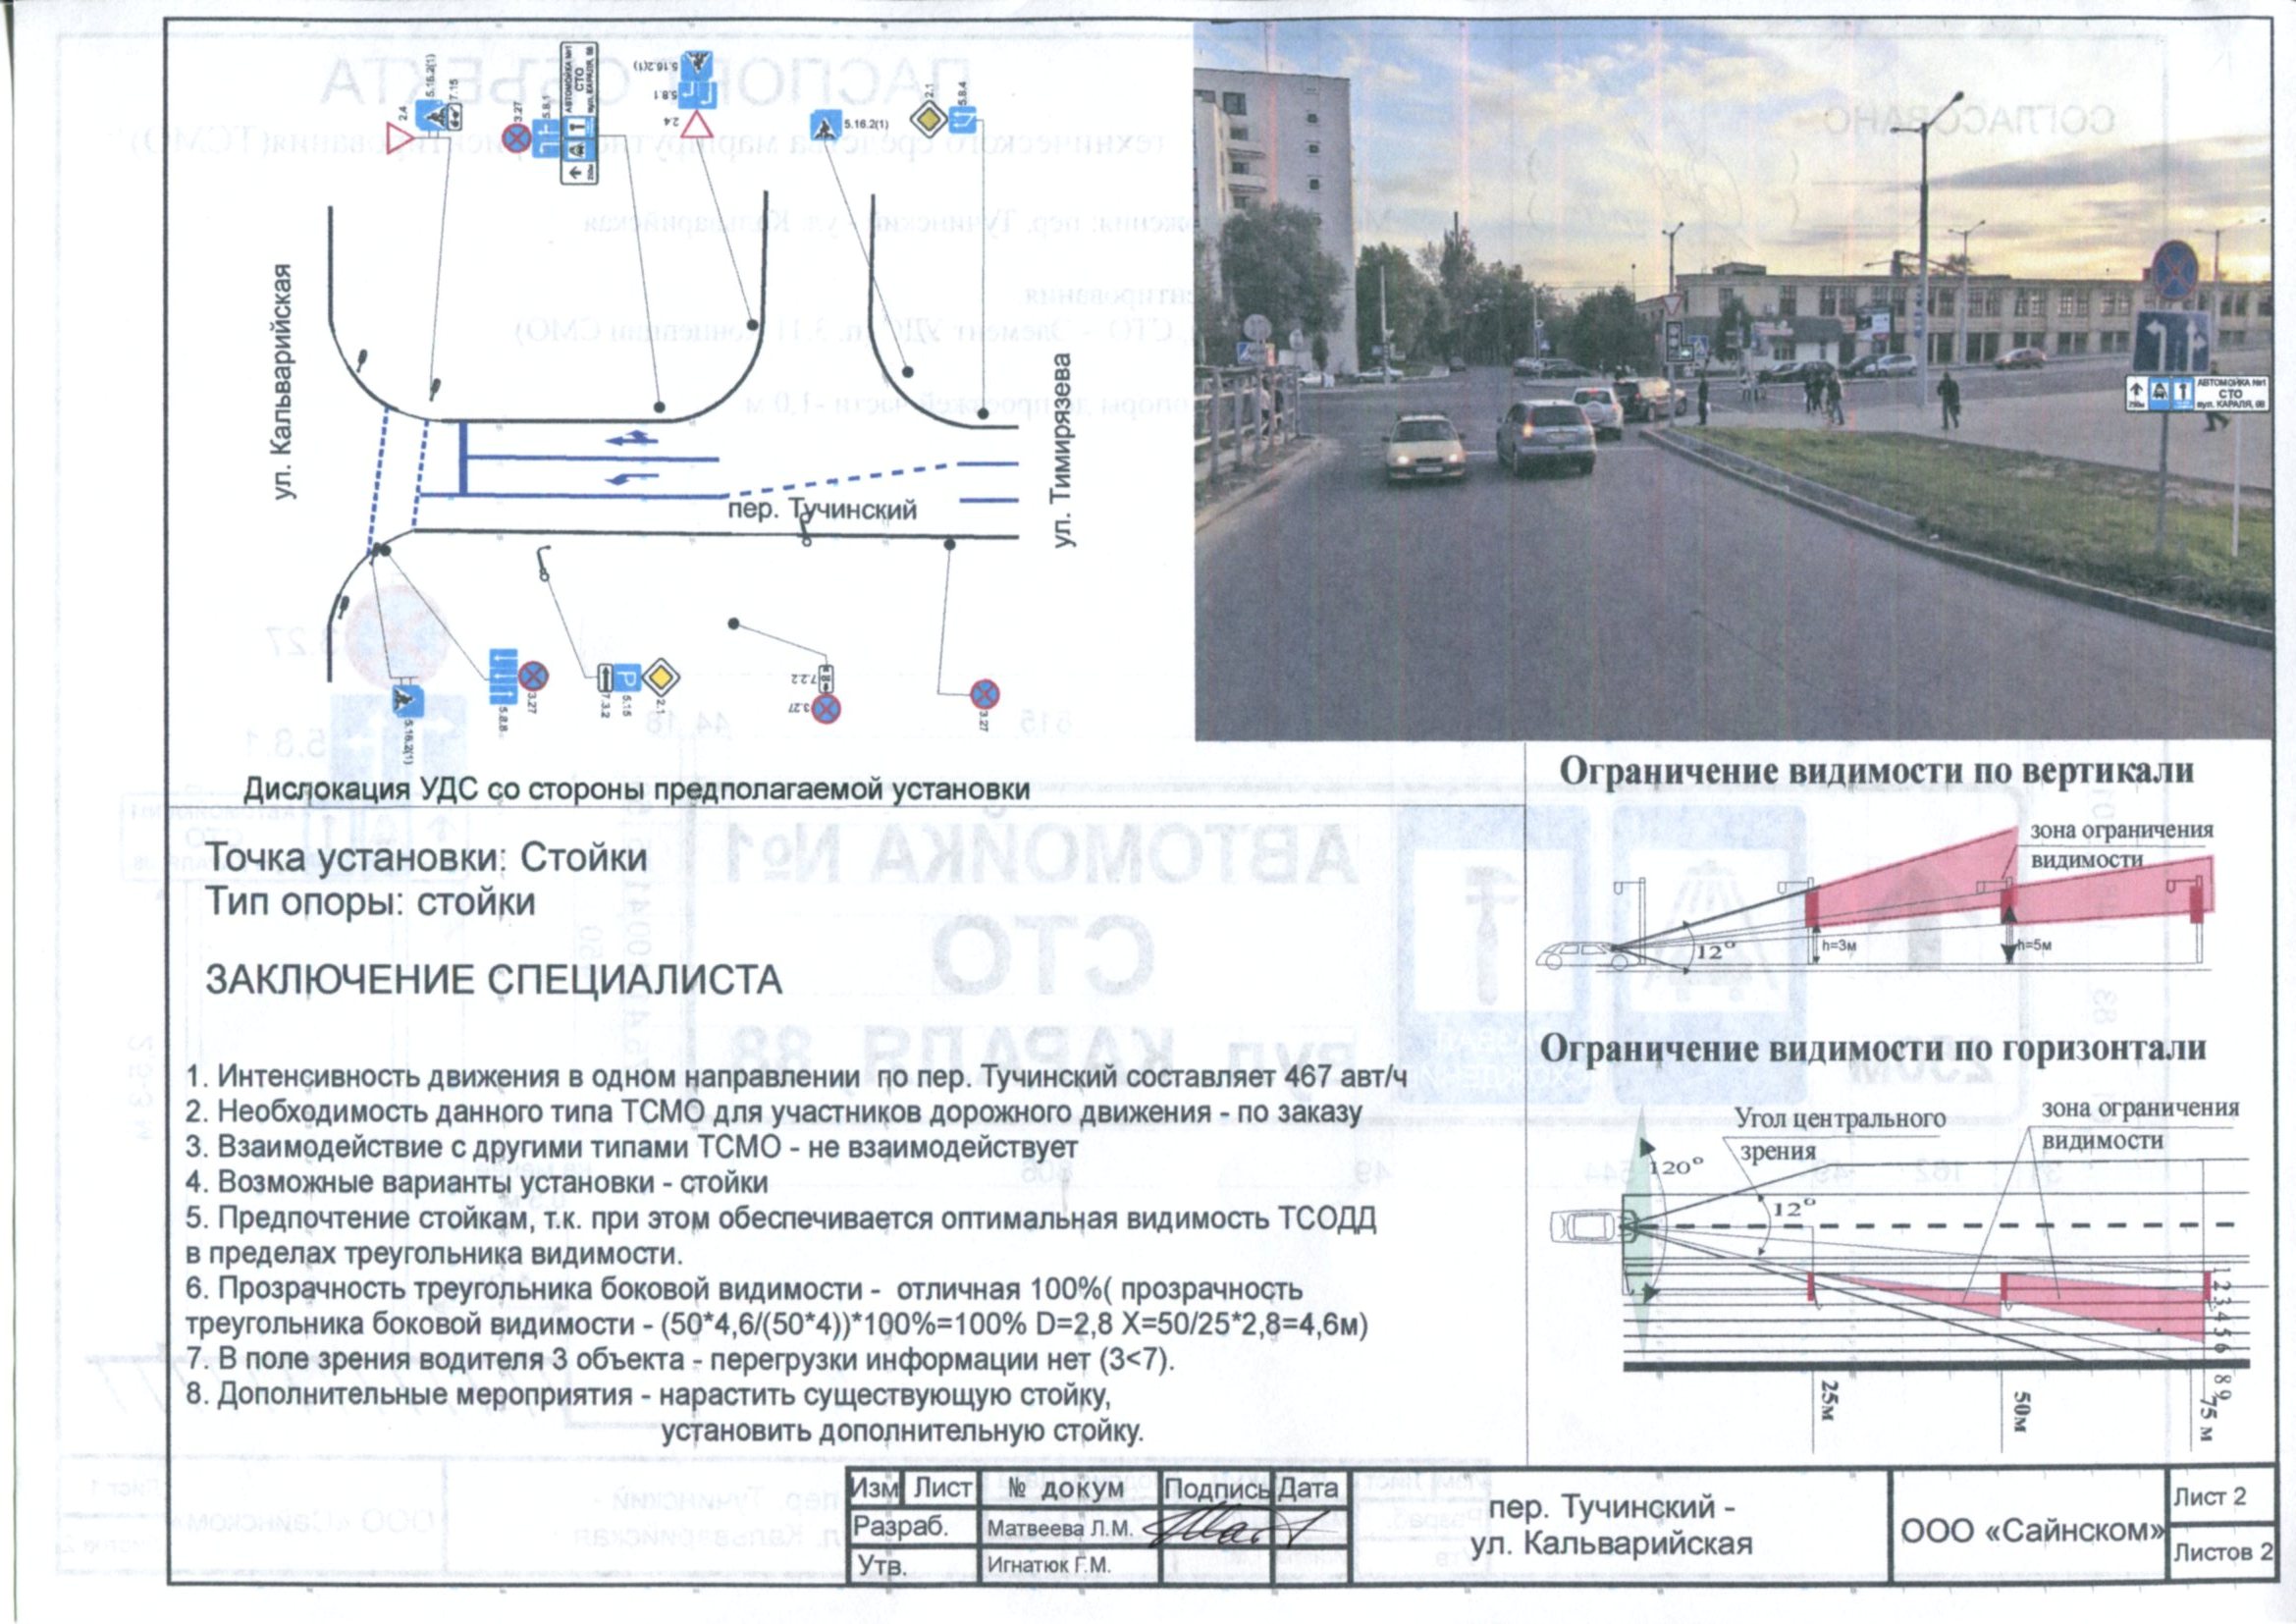 2.4
5.16.2(1)
7.15
3.27
5.8.1
АВТОМОЙКА №1
СТО
вул. КАРАЛЯ, 88
250м
5.16.2(1)
5.8.1
2.4
5.16.2(1)
2.1
5.8.4
ул. Кальварийская
пер. Тучинский
ул. Тимирязева
5.16.2(1)
5.8.8
3.27
7.3.2
5.15
2.1
7.2.2
3.27
3.27
АВТОМОЙКА №1
СТО
вул. КАРАЛЯ, 88
250м
Дислокация УДС со стороны предполагаемой установки
Точка установки: Стойки
Тип опоры: стойки
ЗАКЛЮЧЕНИЕ СПЕЦИАЛИСТА
1. Интенсивность движения в одном направлении по пер. Тучинский составляет 467 авт/ч
2. Необходимость данного типа ТСМО для участников дорожного движения - по заказу
3. Взаимодействие с другими типами ТСМО - не взаимодействует
4. Возможные варианты установки - стойки
5. Предпочтение стойкам, т.к. при этом обеспечивается оптимальная видимость ТСОДД
в пределах треугольника видимости.
6. Прозрачность треугольника боковой видимости - отличная 100%( прозрачность
треугольника боковой видимости - (50*4,6/(50*4))*100%=100% D=2,8 X=50/25*2,8=4,6м)
7. В поле зрения водителя 3 объекта - перегрузки информации нет (3<7).
8. Дополнительные мероприятия - нарастить существующую стойку,
установить дополнительную стойку.
Ограничение видимости по вертикали
зона ограничения
видимости
12°
h=3м
h=5м
Ограничение видимости по горизонтали
Угол центрального
зрения
зона ограничения
видимости
120°
12°
1 2 3 4 5 6
8 9
25м
50м
75 м
Изм Лист № докум Подпись Дата
Разраб. Матвеева Л.М.
Утв. Игнатюк Г.М.
пер. Тучинский -
ул. Кальварийская
ООО «Сайнском»
Лист 2
Листов 2